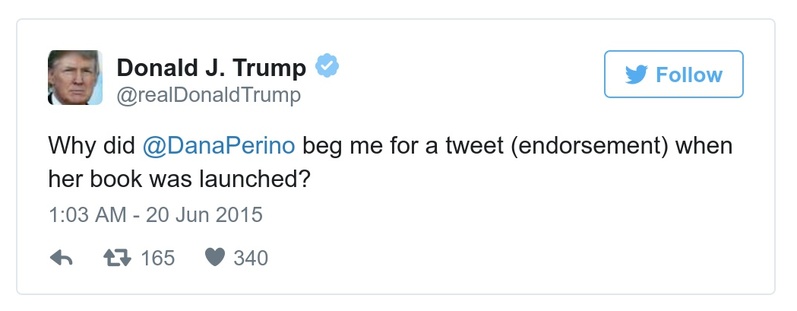 Donald J. Trump
@realDonaldTrump
Follow
Why did @DanaPerino beg me for a tweet (endorsement) when
her book was launched?
1:03 AM - 20 Jun 2015
165 340